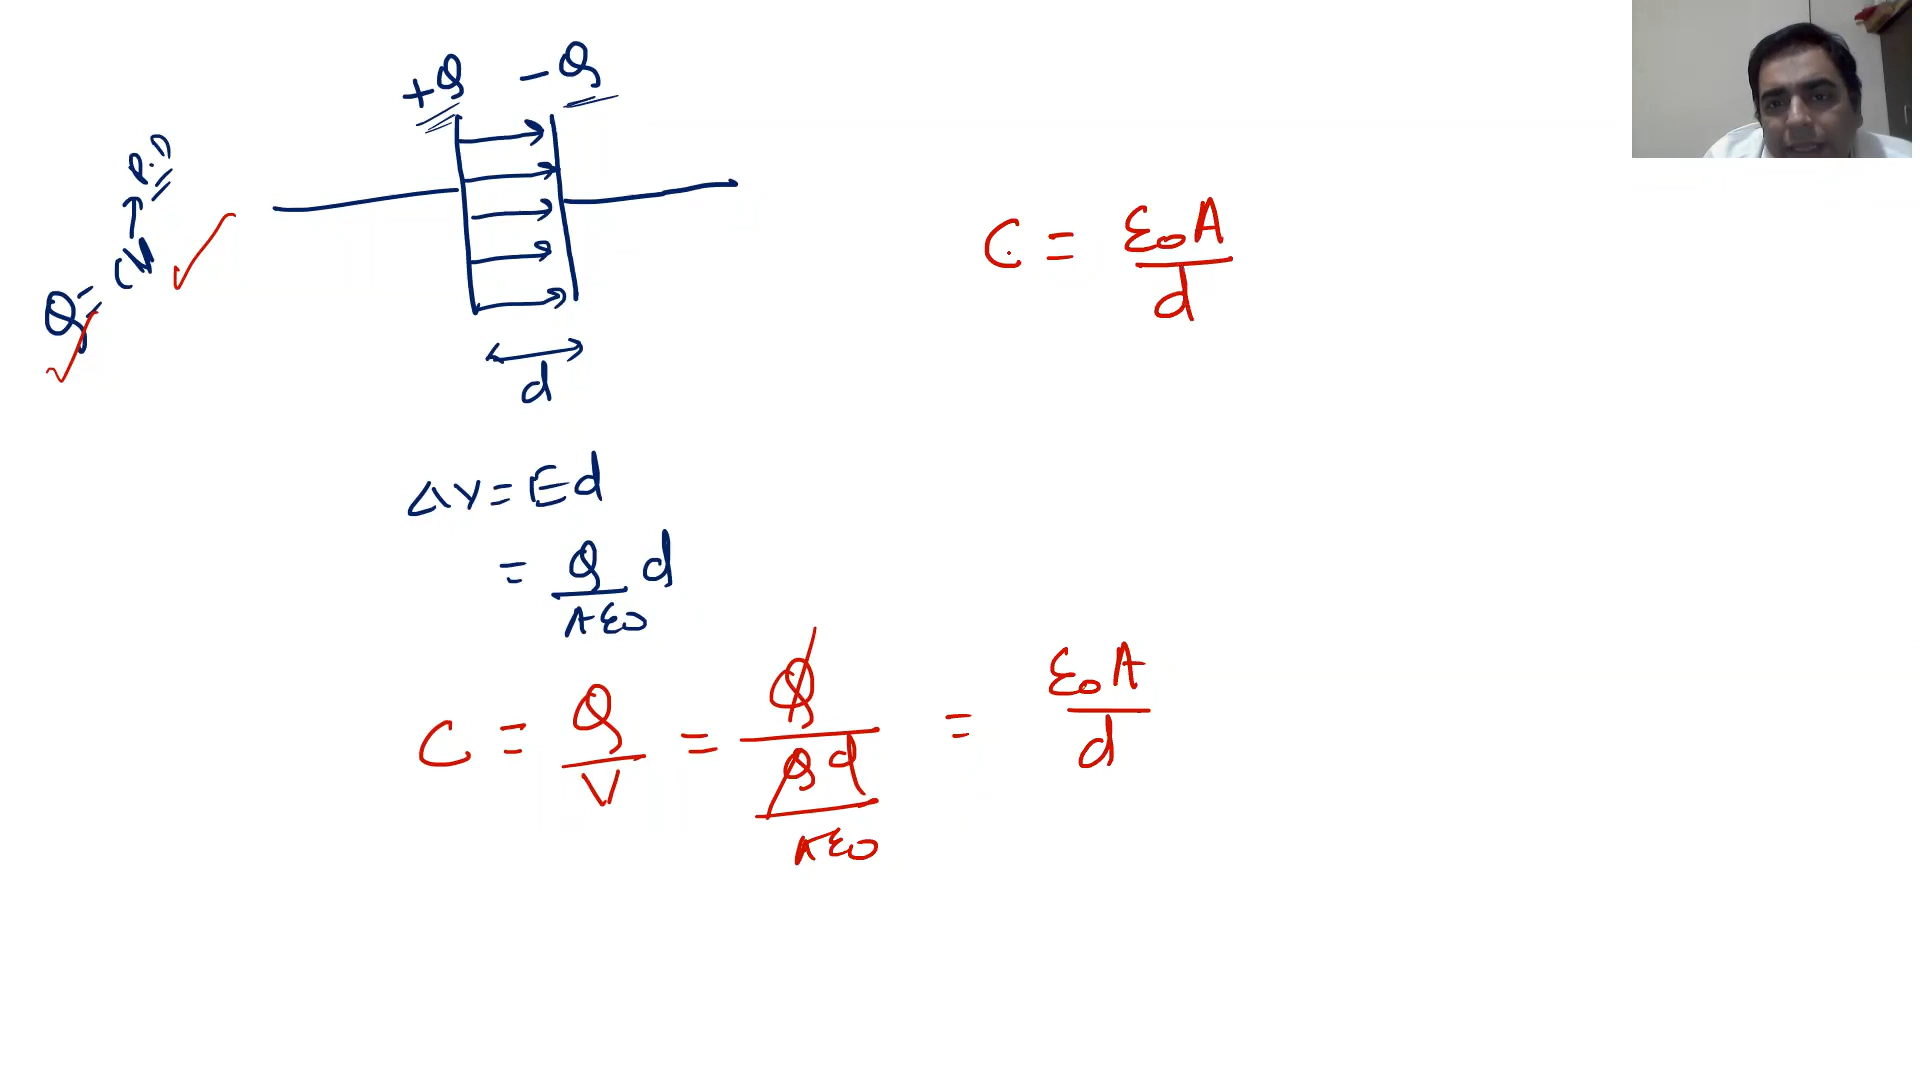 +Q -Q
P.D
Q = CV
d
C = ε₀A/d
ΔV = Ed
= Q/Aε₀ d
C = Q/V = Q/(Qd/Aε₀) = ε₀A/d